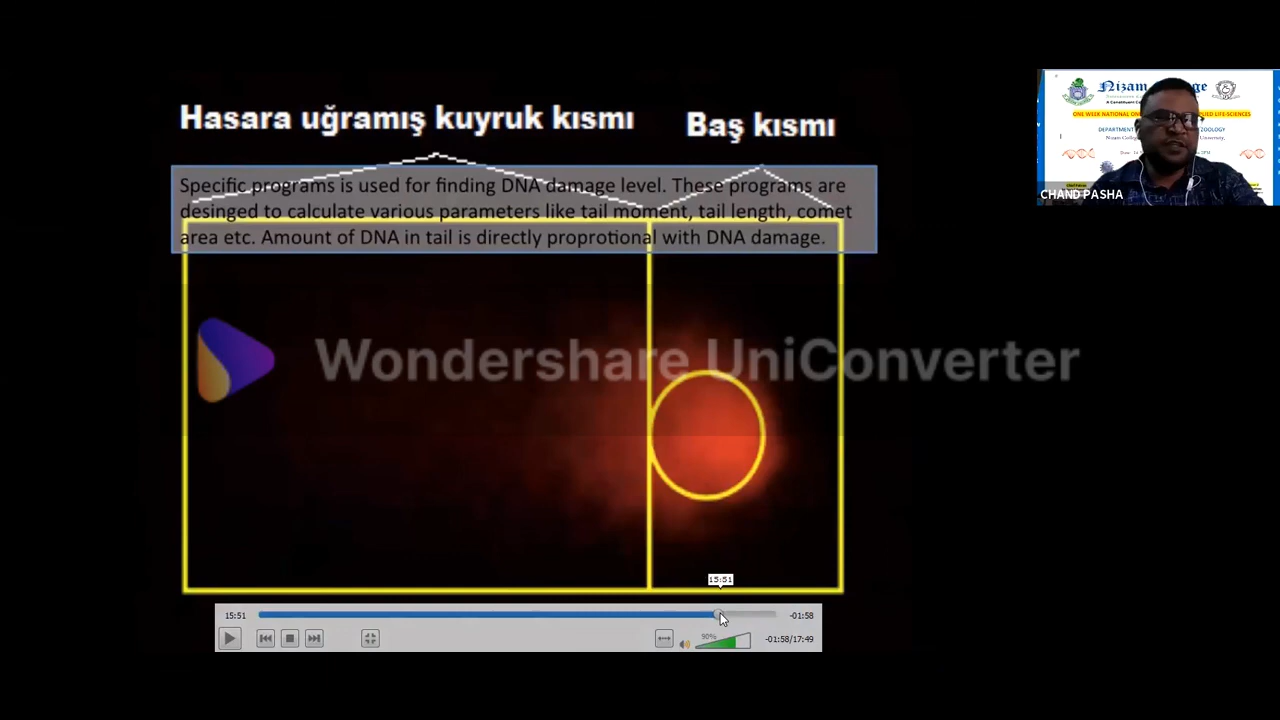 Hasara uğramış kuyruk kısmı
Baş kısmı
Specific programs is used for finding DNA damage level. These programs are
desinged to calculate various parameters like tail moment, tail length, comet
area etc. Amount of DNA in tail is directly proprotional with DNA damage.
Wondershare UniConverter
15:51
15:51
-01:58
90%
-01:58/17:49
CHAND PASHA